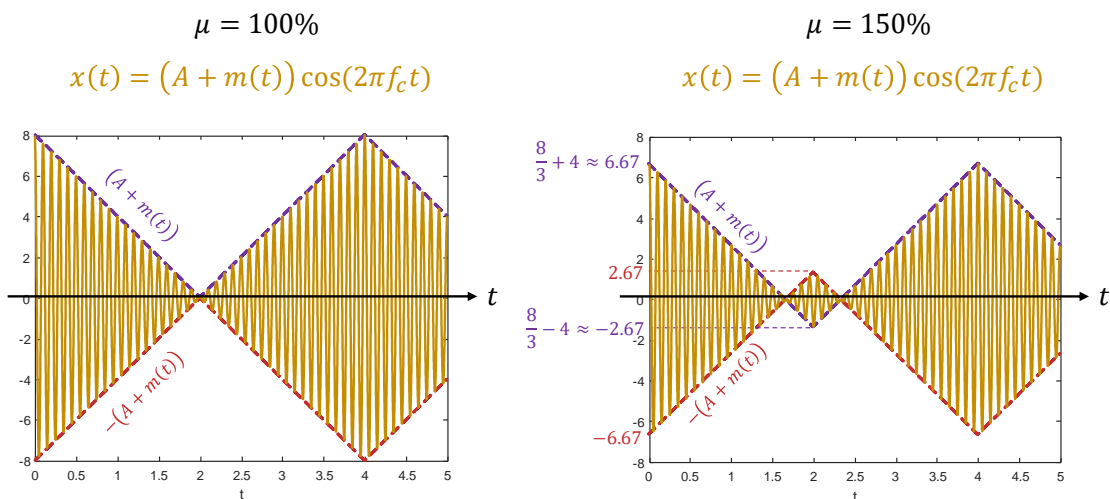 μ = 100%
x(t) = (A + m(t)) cos(2πf_c t)
8
6
4
2
0
-2
-4
-6
-8
(A + m(t))
−(A + m(t))
t
0 0.5 1 1.5 2 2.5 3 3.5 4 4.5 5
t
μ = 150%
x(t) = (A + m(t)) cos(2πf_c t)
8/3 + 4 ≈ 6.67
2.67
8/3 − 4 ≈ −2.67
−6.67
8
6
4
2
0
-2
-4
-6
-8
(A + m(t))
−(A + m(t))
t
0 0.5 1 1.5 2 2.5 3 3.5 4 4.5 5
t